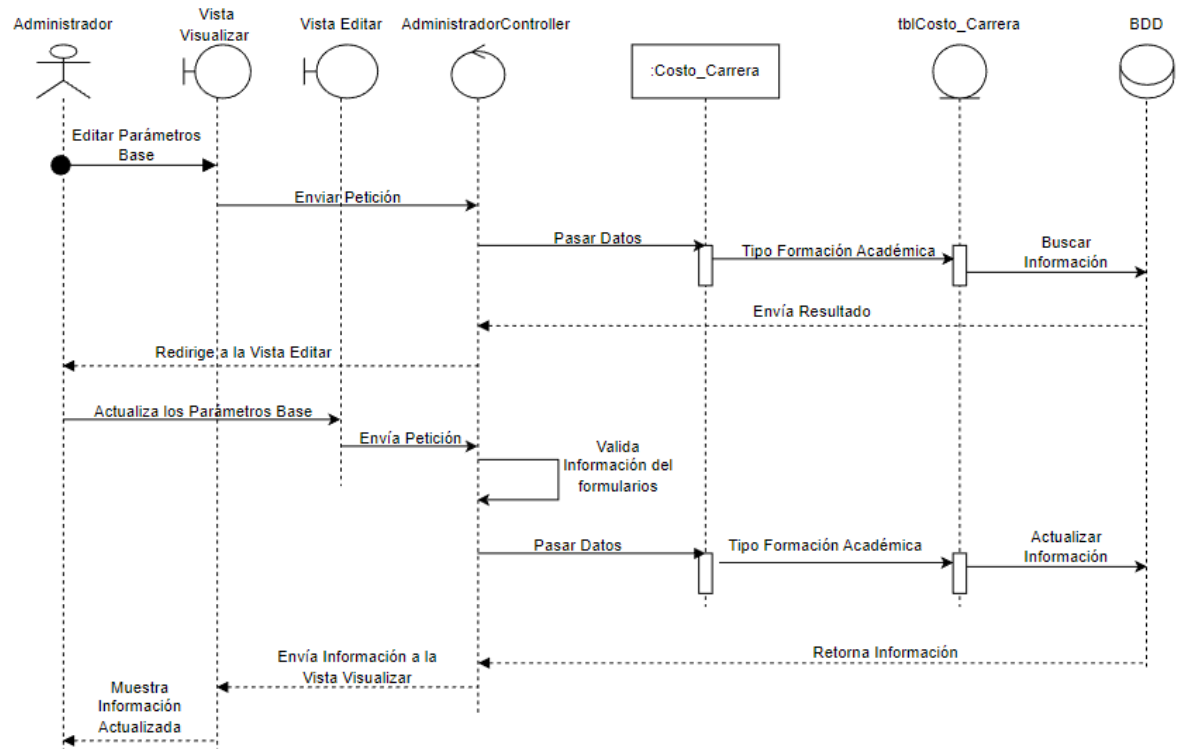 Administrador
Vista
Visualizar
Vista Editar
AdministradorController
:Costo_Carrera
tblCosto_Carrera
BDD
Editar Parámetros
Base
Enviar Petición
Pasar Datos
Tipo Formación Académica
Buscar
Información
Envía Resultado
Redirige a la Vista Editar
Actualiza los Parámetros Base
Envía Petición
Valida
Información del
formularios
Pasar Datos
Tipo Formación Académica
Actualizar
Información
Retorna Información
Envía Información a la
Vista Visualizar
Muestra
Información
Actualizada